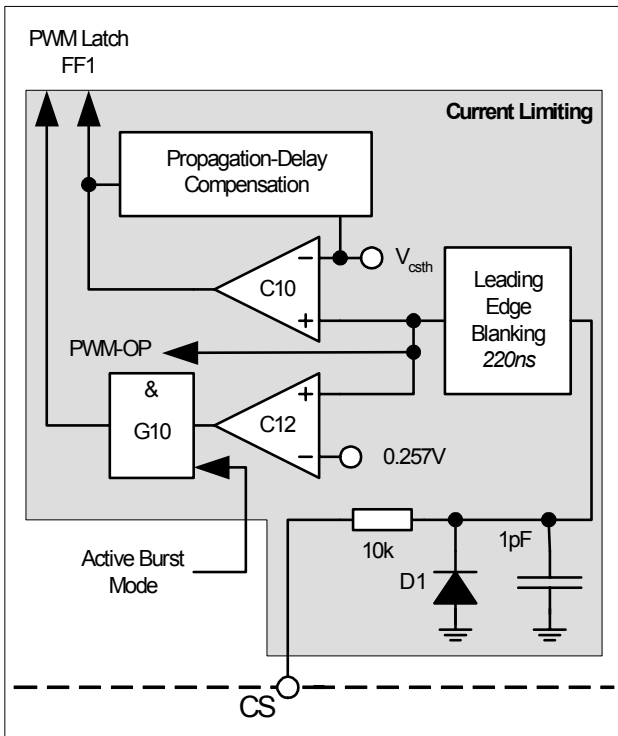 PWM Latch
FF1
Current Limiting
Propagation-Delay
Compensation
Vcsth
C10
Leading
Edge
Blanking
220ns
PWM-OP
&
G10
C12
0.257V
10k
1pF
D1
Active Burst
Mode
CS